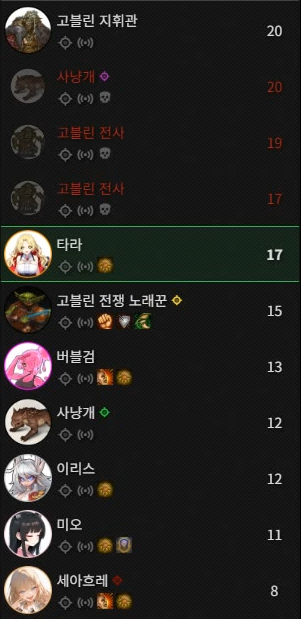 고블린 지휘관
20
사냥개
20
고블린 전사
19
고블린 전사
17
타라
17
고블린 전쟁 노래꾼
15
버블검
13
사냥개
12
이리스
12
미오
11
세아흐레
8